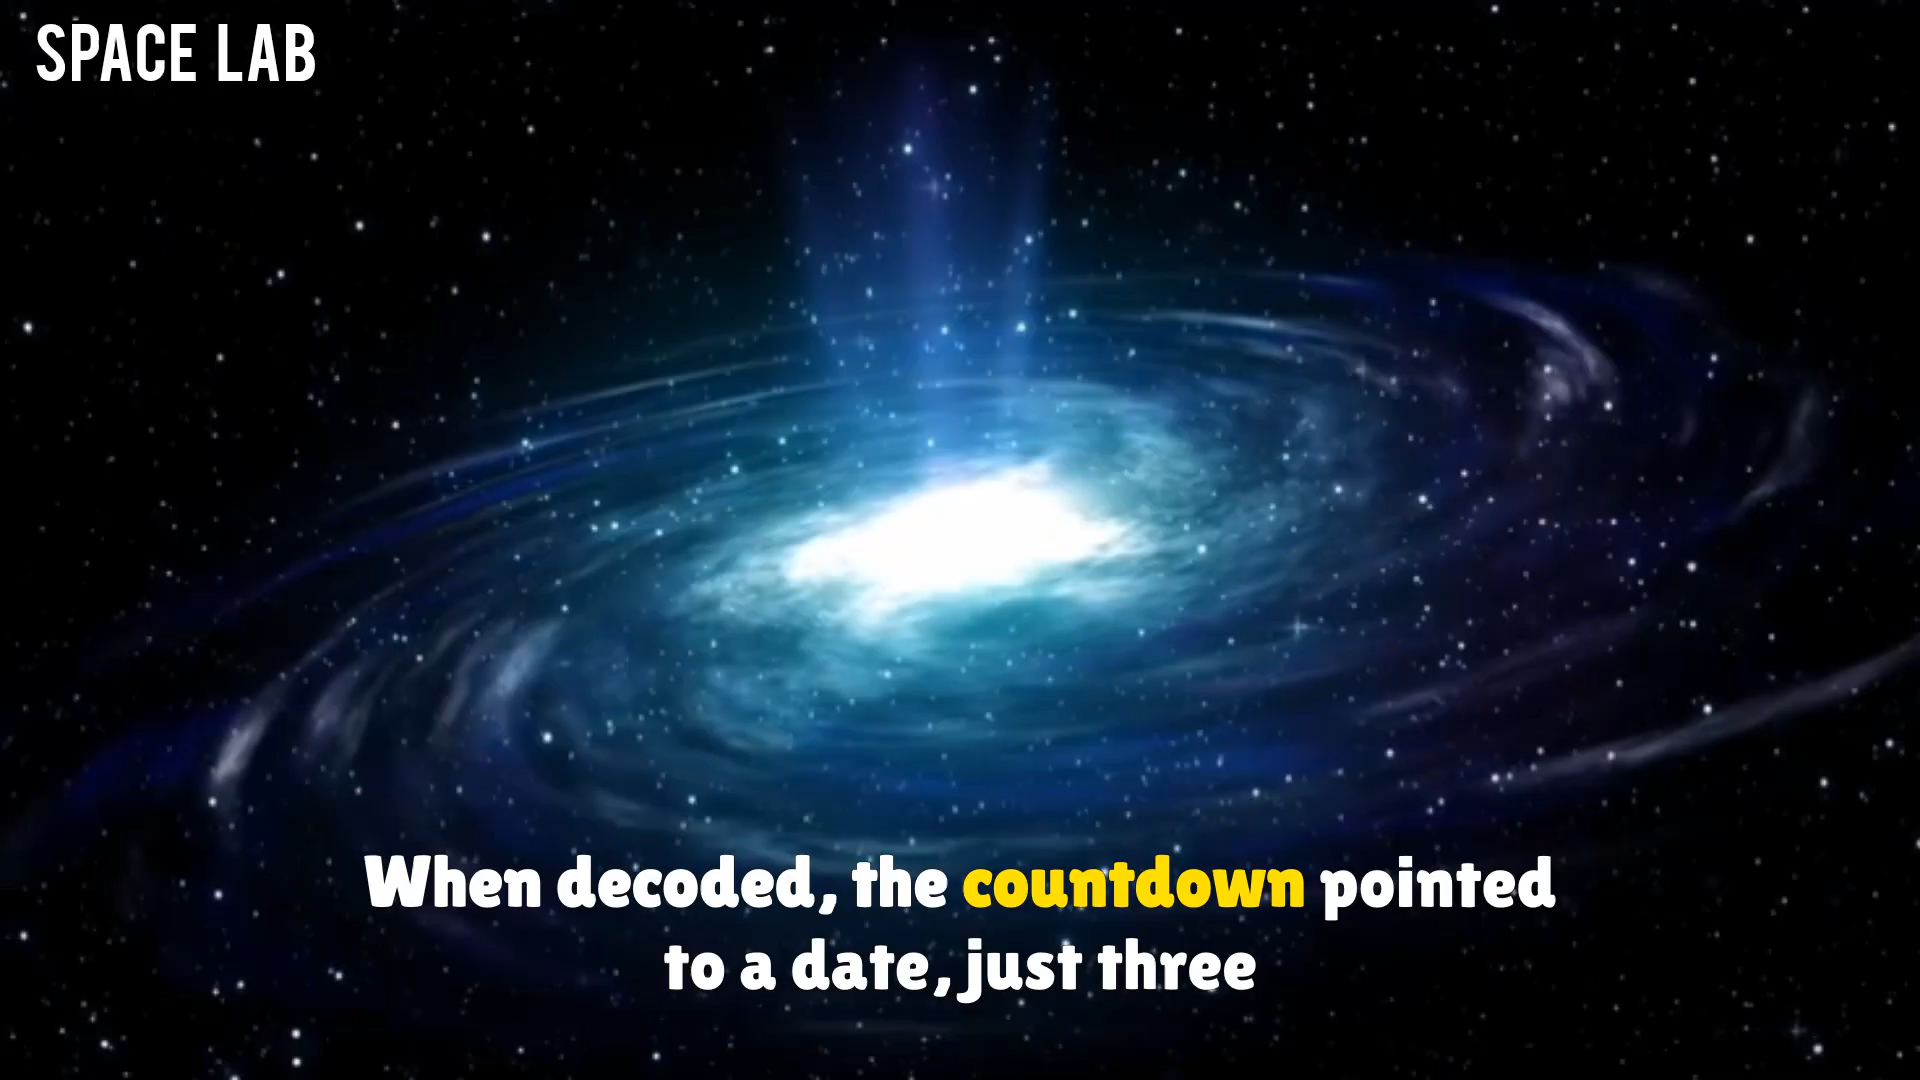 SPACE LAB
When decoded, the countdown pointed
to a date, just three